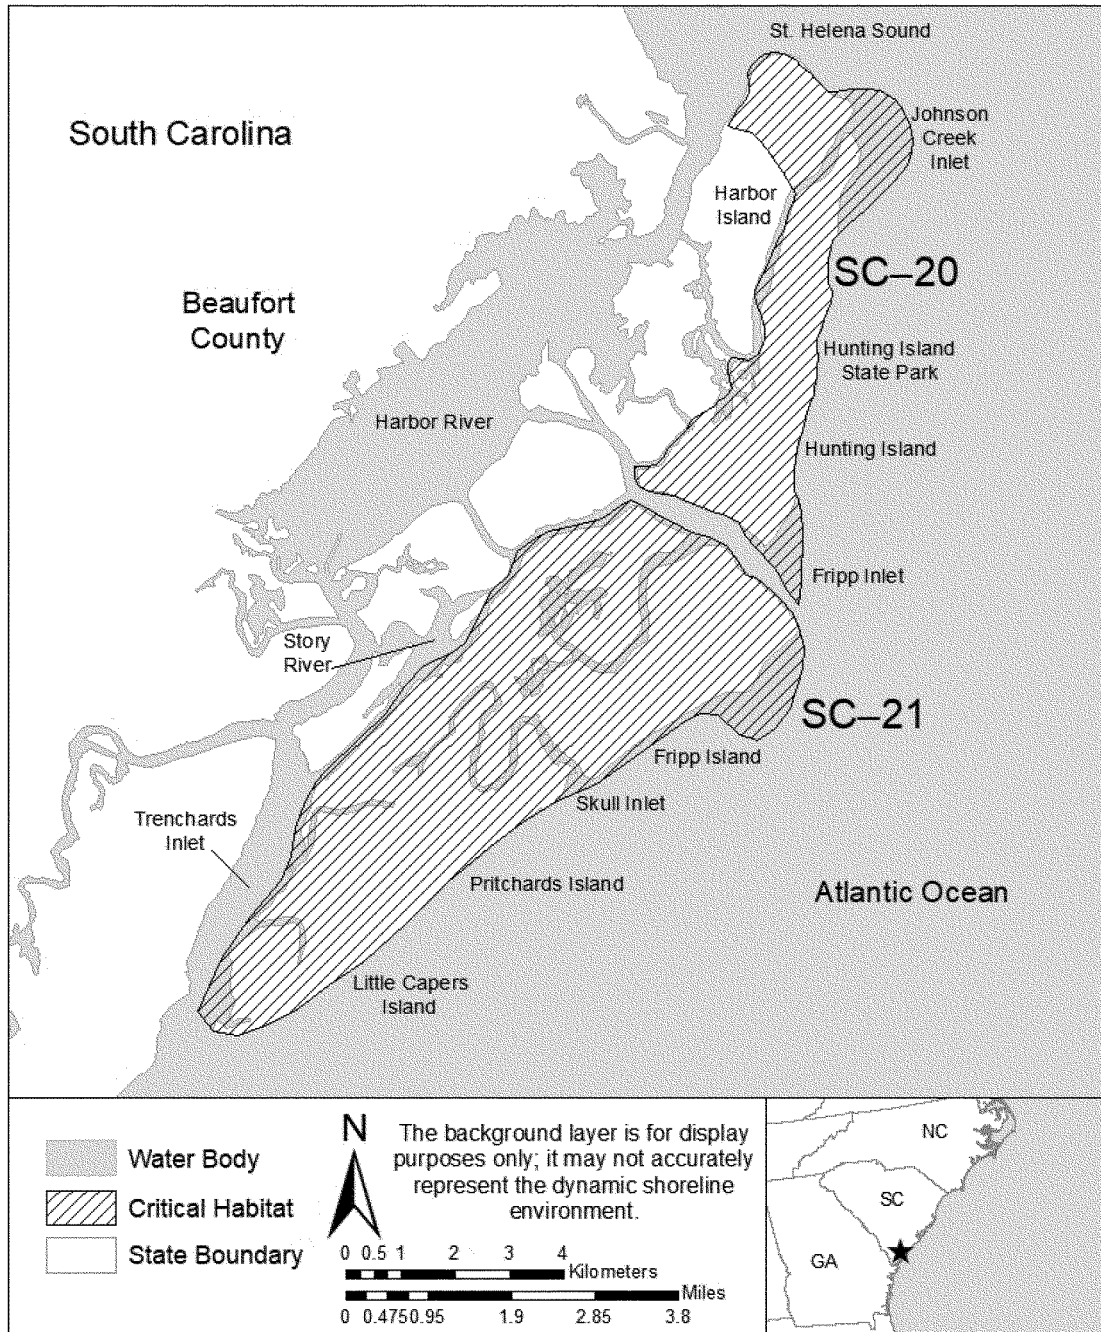 St. Helena Sound
South Carolina
Johnson
Creek
Inlet
Harbor
Island
SC–20
Beaufort
County
Hunting Island
State Park
Harbor River
Hunting Island
Fripp Inlet
Story
River
SC–21
Fripp Island
Skull Inlet
Trenchards
Inlet
Pritchards Island
Atlantic Ocean
Little Capers
Island
Water Body
Critical Habitat
State Boundary
N
The background layer is for display
purposes only; it may not accurately
represent the dynamic shoreline
environment.
0 0.5 1 2 3 4
Kilometers
Miles
0 0.475 0.95 1.9 2.85 3.8
NC
SC
GA